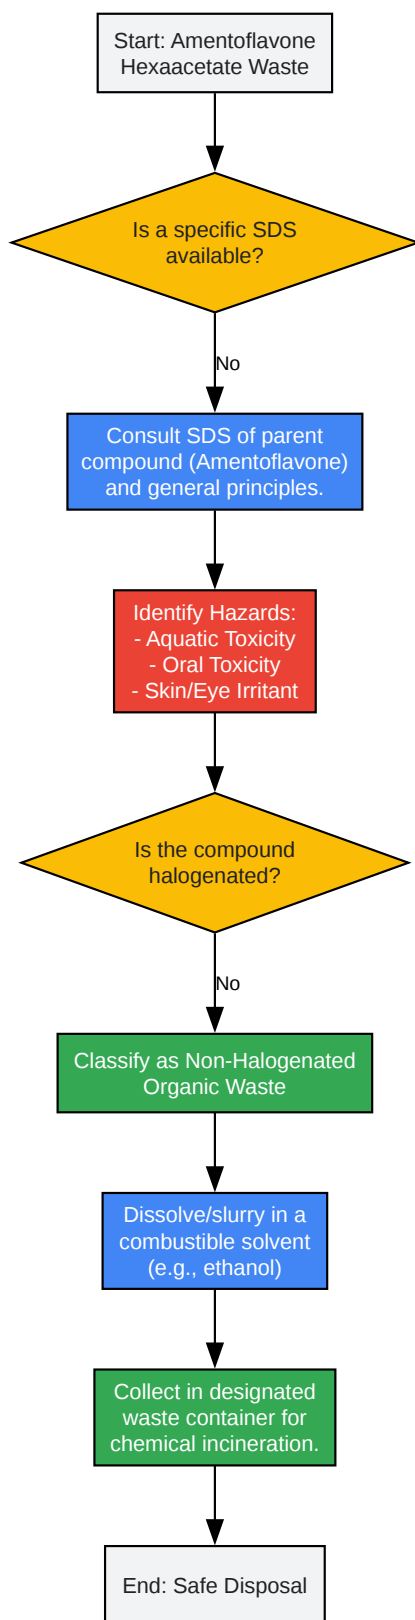 Start: Amentoflavone
Hexaacetate Waste
Is a specific SDS
available?
No
Consult SDS of parent
compound (Amentoflavone)
and general principles.
Identify Hazards:
- Aquatic Toxicity
- Oral Toxicity
- Skin/Eye Irritant
Is the compound
halogenated?
No
Classify as Non-Halogenated
Organic Waste
Dissolve/slurry in a
combustible solvent
(e.g., ethanol)
Collect in designated
waste container for
chemical incineration.
End: Safe Disposal